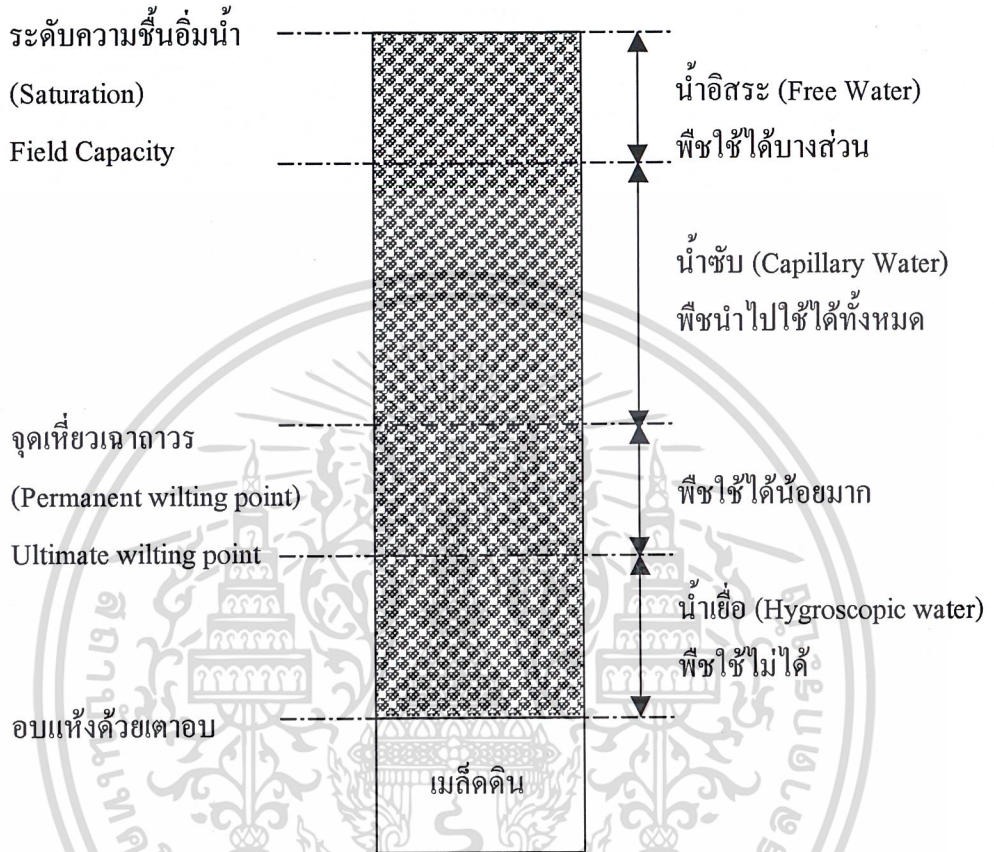 ระดับความชื้นอิ่มน้ำ
(Saturation)
Field Capacity
น้ำอิสระ (Free Water)
พืชใช้ได้บางส่วน
น้ำซับ (Capillary Water)
พืชนำไปใช้ได้ทั้งหมด
จุดเหี่ยวเฉาถาวร
(Permanent wilting point)
Ultimate wilting point
พืชใช้ได้น้อยมาก
น้ำเยื่อ (Hygroscopic water)
พืชใช้ไม่ได้
อบแห้งด้วยเตาอบ
เมล็ดดิน